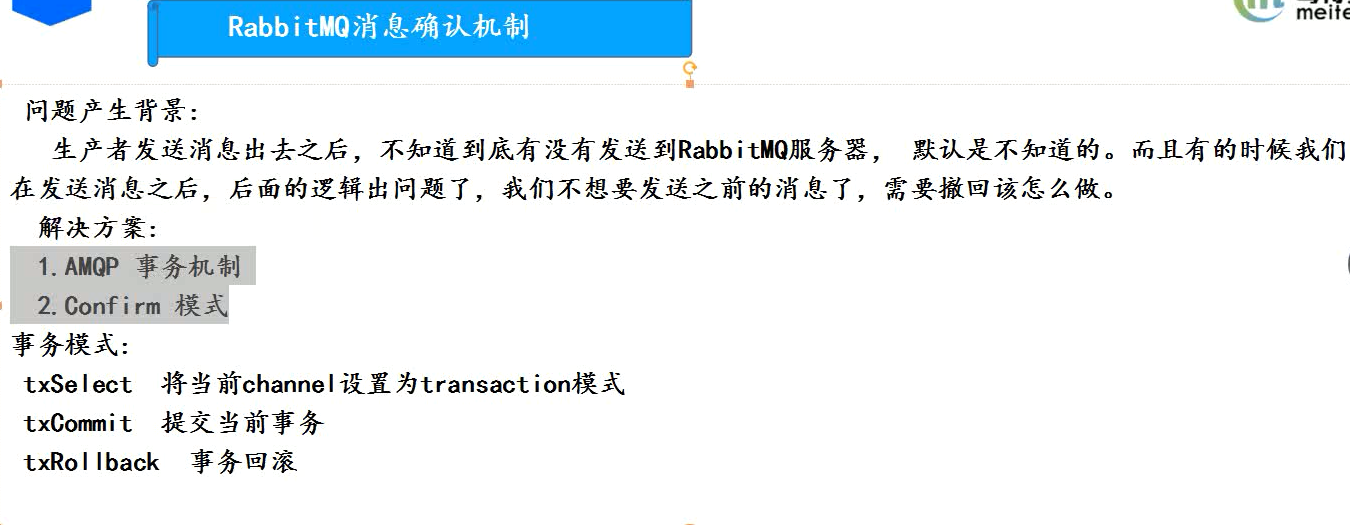 RabbitMQ消息确认机制
meite
问题产生背景：
生产者发送消息出去之后，不知道到底有没有发送到RabbitMQ服务器， 默认是不知道的。而且有的时候我们
在发送消息之后，后面的逻辑出问题了，我们不想要发送之前的消息了，需要撤回该怎么做。
解决方案：
1.AMQP 事务机制
2.Confirm 模式
事务模式：
txSelect 将当前channel设置为transaction模式
txCommit 提交当前事务
txRollback 事务回滚